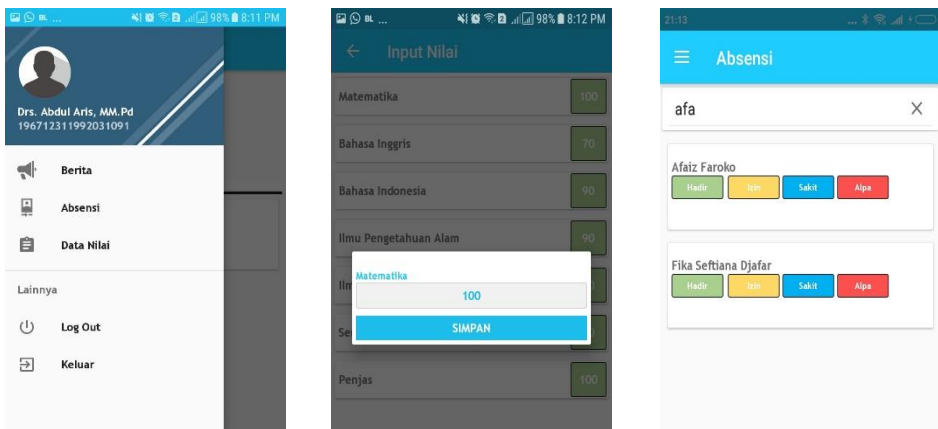 BL ... 98% 8:11 PM
Drs. Abdul Aris, MM.Pd
196712311992031091
Berita
Absensi
Data Nilai
Lainnya
Log Out
Keluar
BL ... 98% 8:12 PM
Input Nilai
Matematika 100
Bahasa Inggris 70
Bahasa Indonesia 90
Ilmu Pengetahuan Alam 90
Matematika
100
SIMPAN
Penjas 100
21:13 ...
Absensi
afa
Afaiz Faroko
Hadir Izin Sakit Alpa
Fika Seftiana Djafar
Hadir Izin Sakit Alpa